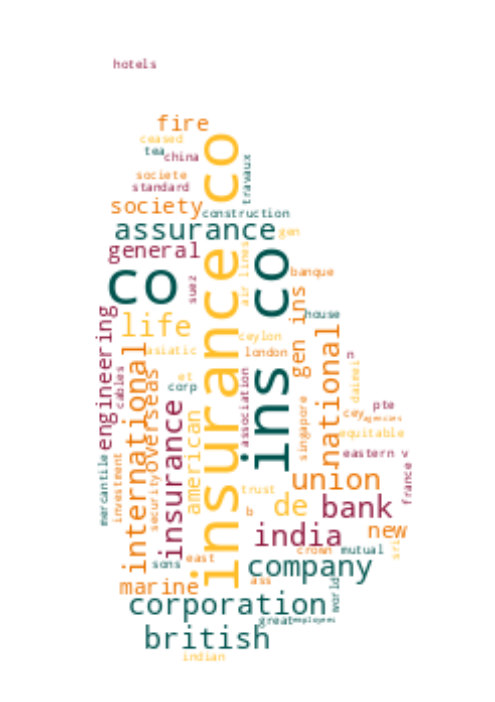 hotels
fire
ceased
tea
china
societe
standard
society
construction
assurance
gen
general
co
insurance co
ins co
travaux
air lines
suez
banque
gen ins
house
life
ceylon
asiatic
london
n
engineering
cables
international
overseas
et
corp
insurance
american
association
singapore
national
daimei
cey
pte
agencies
equitable
eastern v
france
mercantile
investment
security
trust
b
de
union
bank
india
new
crown
mutual
sri
sons
east
company
marine
ass
world
corporation
great
employees
british
indian